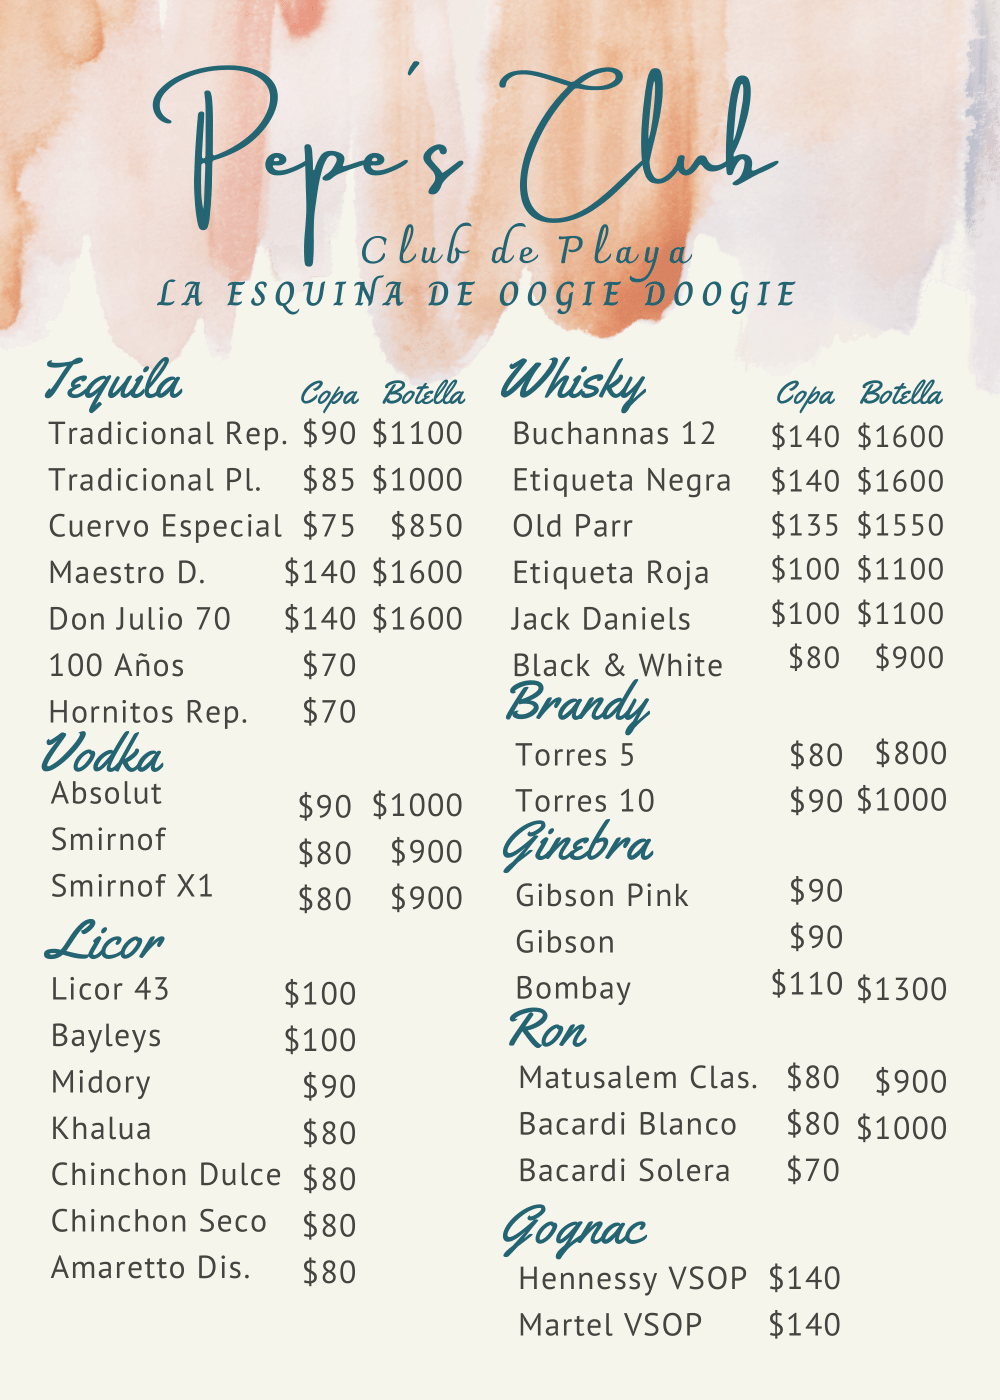 Pepe's Club
Club de Playa
LA ESQUINA DE OOGIE DOOGIE
Tequila Copa Botella
Tradicional Rep. $90 $1100
Tradicional Pl. $85 $1000
Cuervo Especial $75 $850
Maestro D. $140 $1600
Don Julio 70 $140 $1600
100 Años $70
Hornitos Rep. $70
Vodka
Absolut $90 $1000
Smirnof $80 $900
Smirnof X1 $80 $900
Licor
Licor 43 $100
Bayleys $100
Midory $90
Khalua $80
Chinchon Dulce $80
Chinchon Seco $80
Amaretto Dis. $80
Whisky Copa Botella
Buchannas 12 $140 $1600
Etiqueta Negra $140 $1600
Old Parr $135 $1550
Etiqueta Roja $100 $1100
Jack Daniels $100 $1100
Black & White $80 $900
Brandy
Torres 5 $80 $800
Torres 10 $90 $1000
Ginebra
Gibson Pink $90
Gibson $90
Bombay $110 $1300
Ron
Matusalem Clas. $80 $900
Bacardi Blanco $80 $1000
Bacardi Solera $70
Gognac
Hennessy VSOP $140
Martel VSOP $140